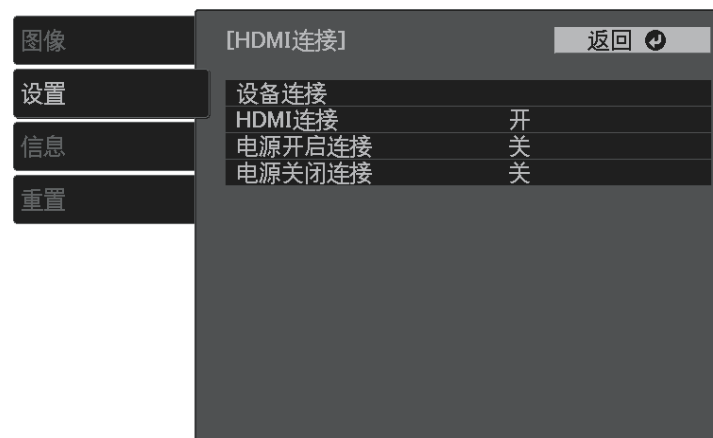 图像
设置
信息
重置
[HDMI连接]
返回
设备连接
HDMI连接 开
电源开启连接 关
电源关闭连接 关